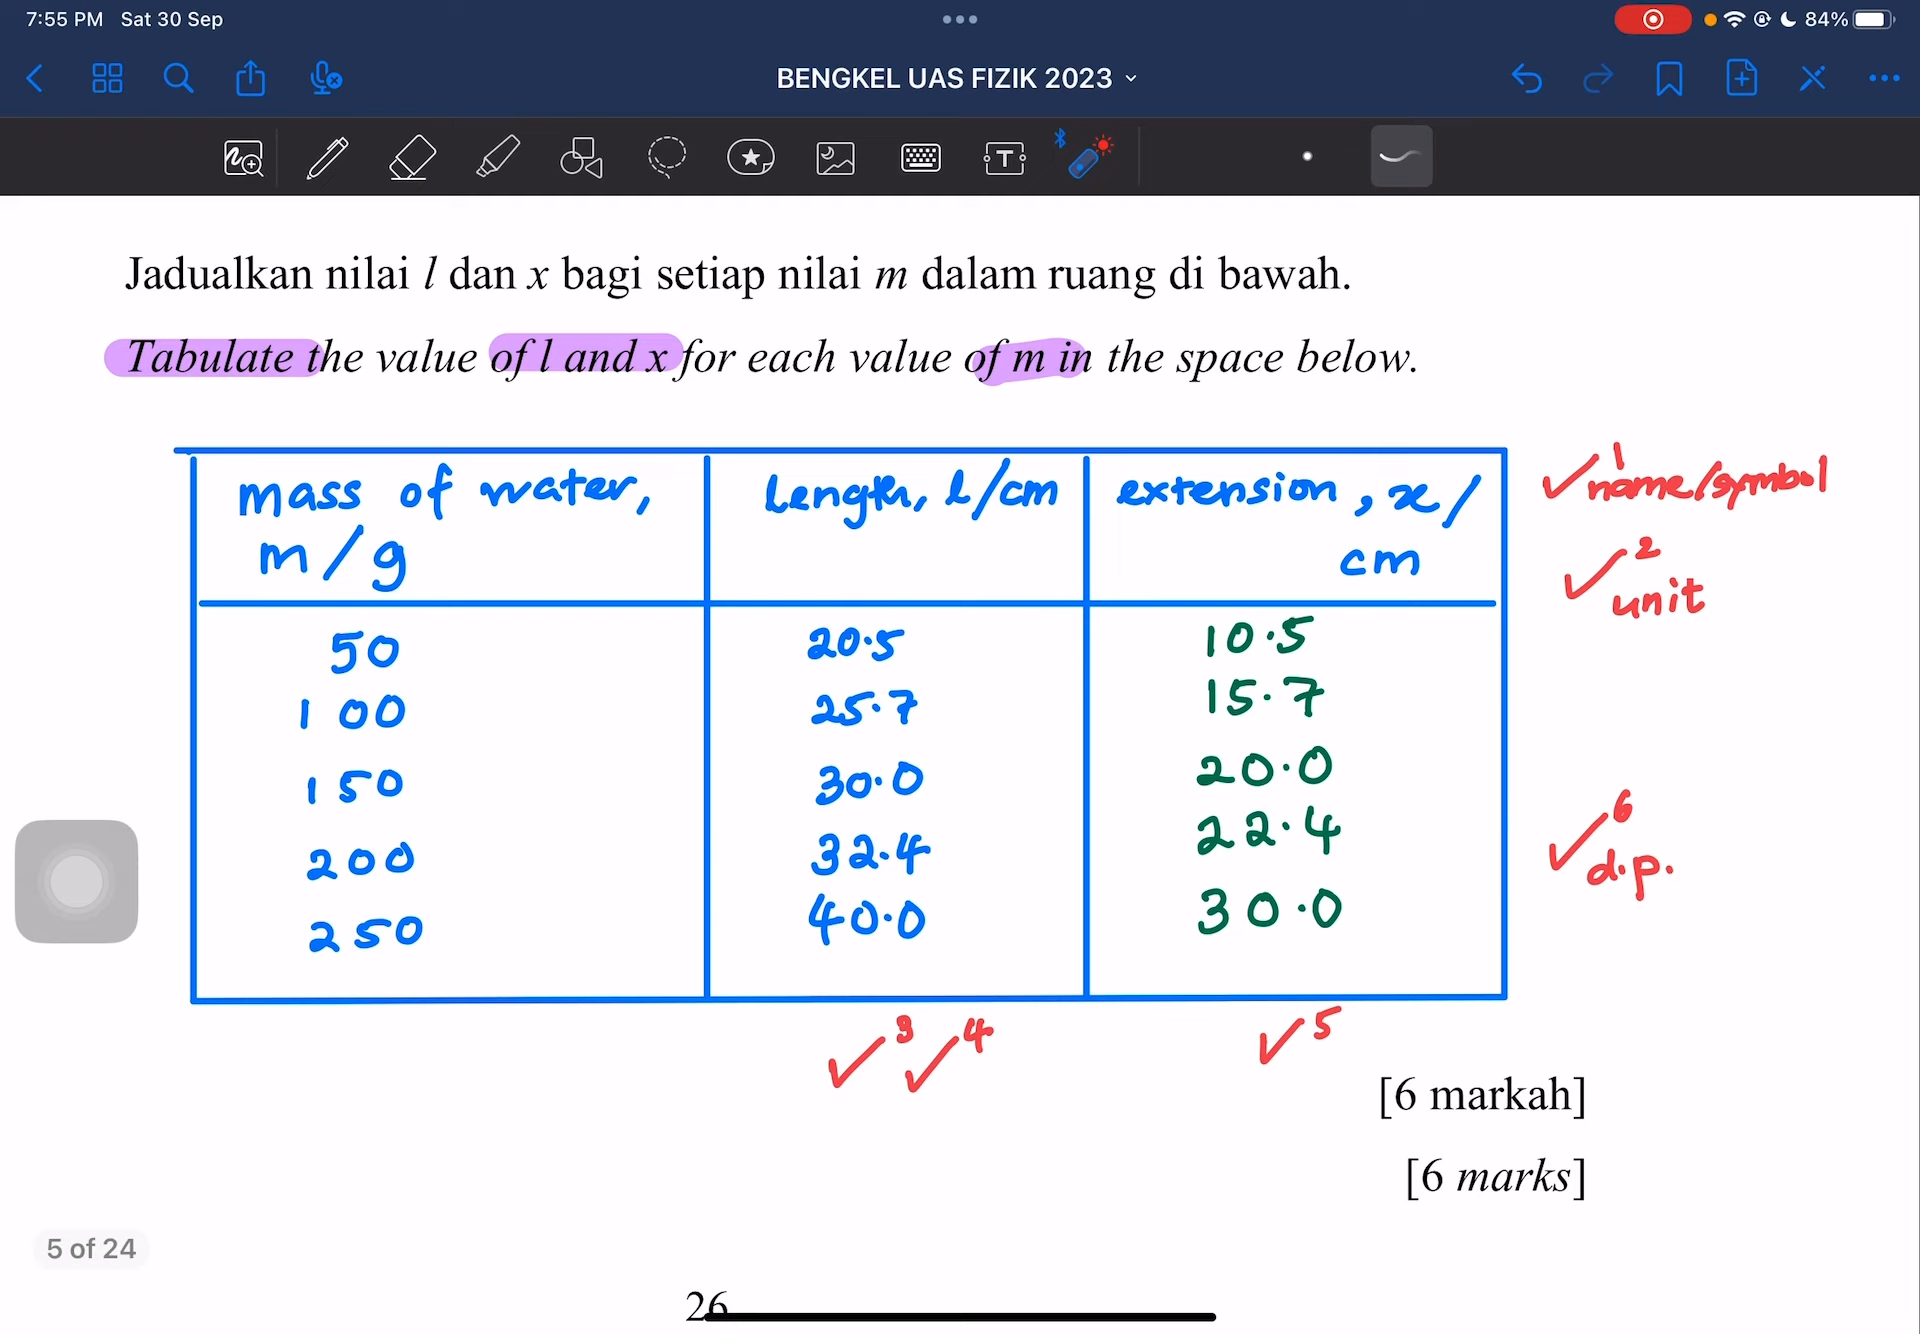 7:55 PM Sat 30 Sep
84%
BENGKEL UAS FIZIK 2023
T
Jadualkan nilai l dan x bagi setiap nilai m dalam ruang di bawah.
Tabulate the value of l and x for each value of m in the space below.
mass of water, m/g
length, l/cm
extension, x/cm
50 20.5 10.5
100 25.7 15.7
150 30.0 20.0
200 32.4 22.4
250 40.0 30.0
✓1 name/symbol
✓2 unit
✓6 d.p.
✓3 ✓4 ✓5
[6 markah]
[6 marks]
5 of 24
26